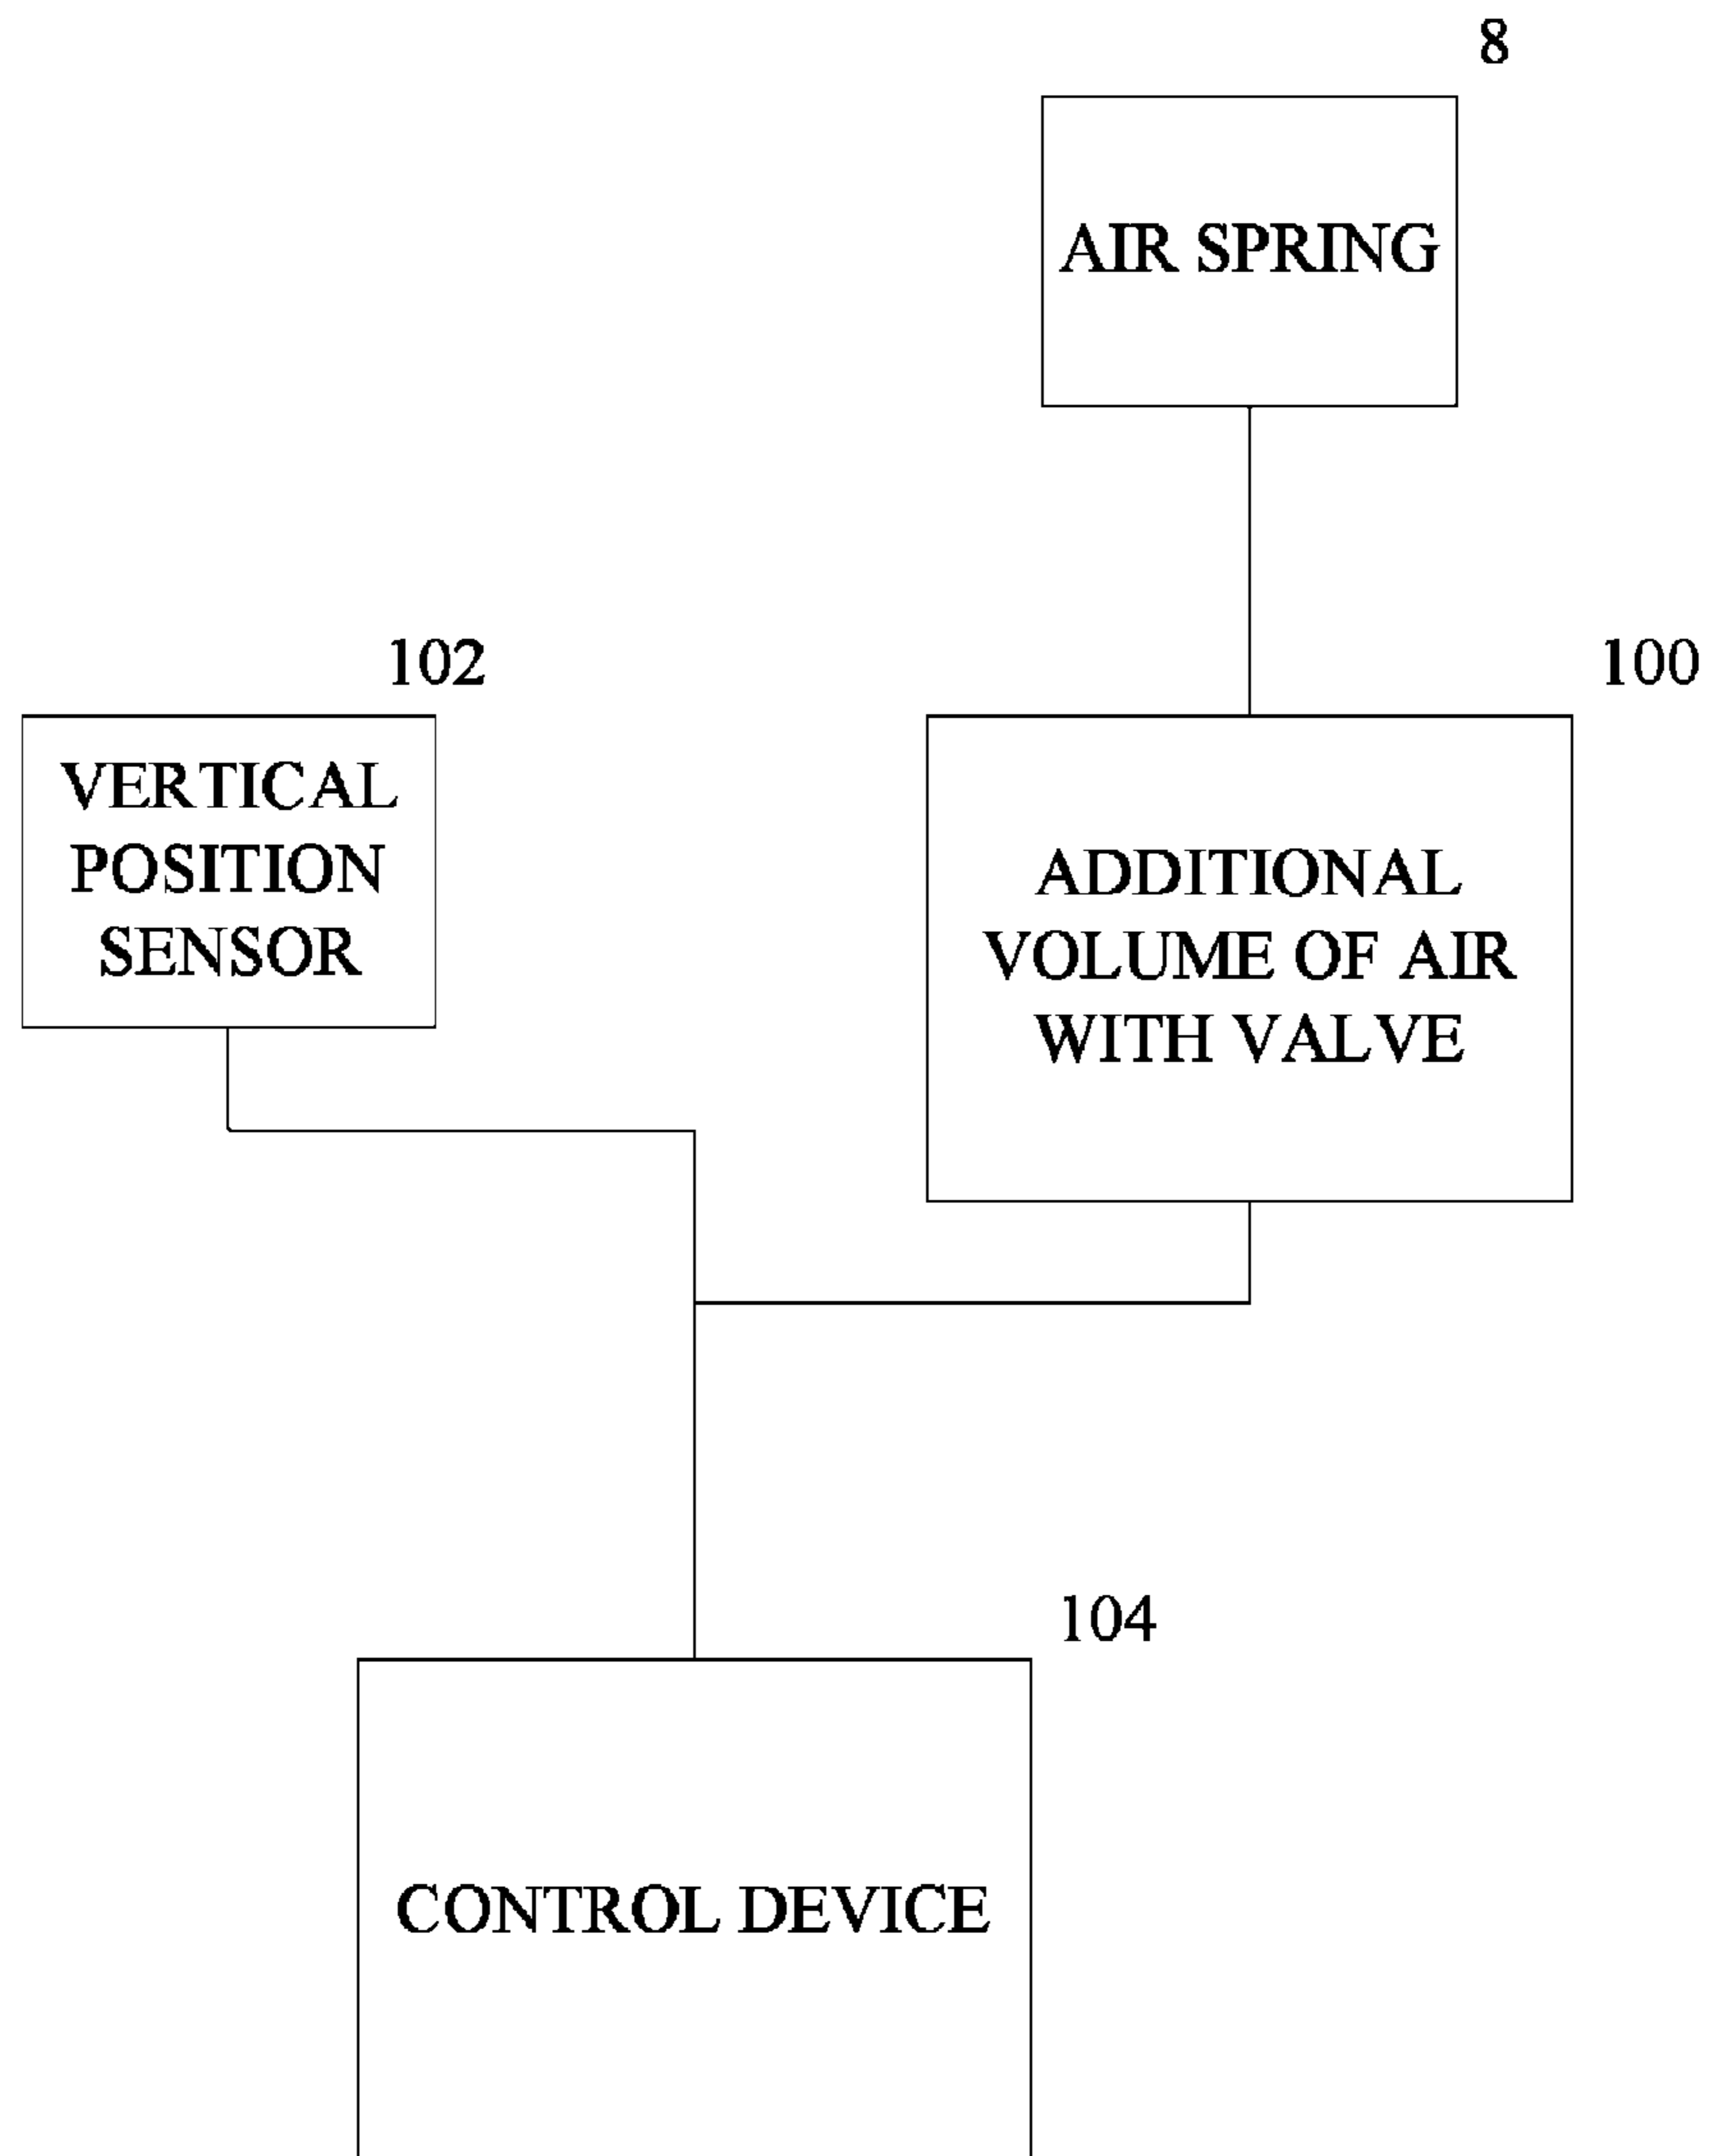 8
AIR SPRING
102
100
VERTICAL
POSITION
SENSOR
ADDITIONAL
VOLUME OF AIR
WITH VALVE
104
CONTROL DEVICE